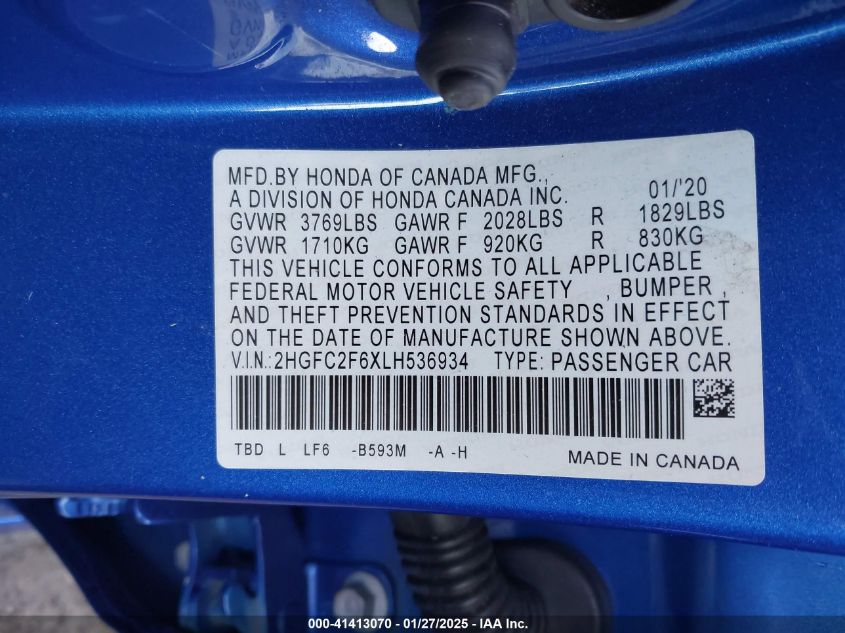 MFD.BY HONDA OF CANADA MFG.,
A DIVISION OF HONDA CANADA INC. 01/'20
GVWR 3769LBS GAWR F 2028LBS R 1829LBS
GVWR 1710KG GAWR F 920KG R 830KG
THIS VEHICLE CONFORMS TO ALL APPLICABLE
FEDERAL MOTOR VEHICLE SAFETY , BUMPER ,
AND THEFT PREVENTION STANDARDS IN EFFECT
ON THE DATE OF MANUFACTURE SHOWN ABOVE.
V.I.N.: 2HGFC2F6XLH536934 TYPE: PASSENGER CAR
TBD L LF6 -B593M -A -H
MADE IN CANADA
000-41413070 — 01/27/2025 — IAA Inc.